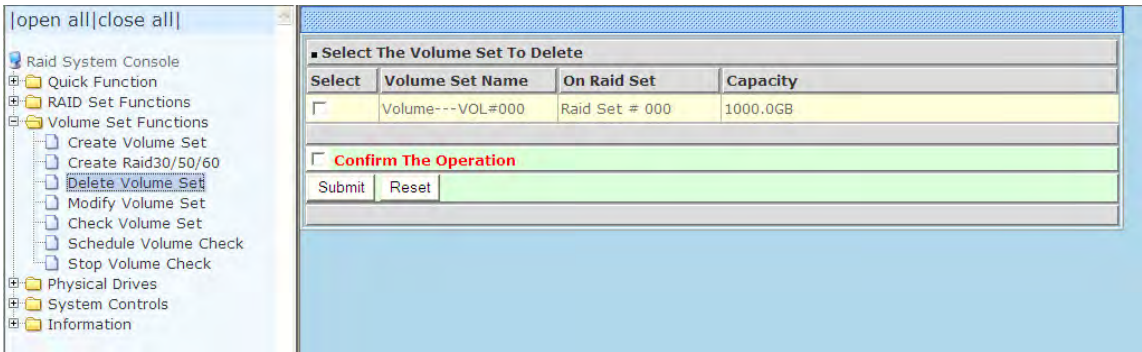 |open all|close all|
Raid System Console
Quick Function
RAID Set Functions
Volume Set Functions
Create Volume Set
Create Raid30/50/60
Delete Volume Set
Modify Volume Set
Check Volume Set
Schedule Volume Check
Stop Volume Check
Physical Drives
System Controls
Information
Select The Volume Set To Delete
Select Volume Set Name On Raid Set Capacity
Volume---VOL#000 Raid Set # 000 1000.0GB
Confirm The Operation
Submit Reset